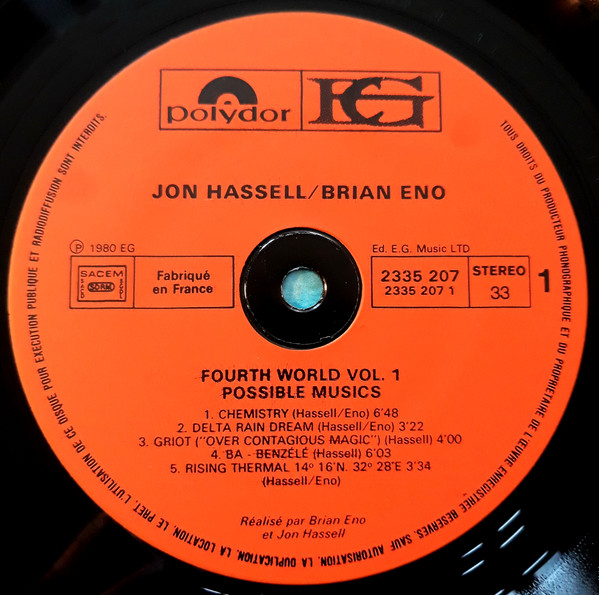 polydor EG
JON HASSELL/BRIAN ENO
Ⓟ 1980 EG
Ed. E.G. Music LTD
SACEM
SACD SDRM SGDL
Fabriqué
en France
2335 207
2335 207 1
STEREO
33
1
FOURTH WORLD VOL. 1
POSSIBLE MUSICS
1. CHEMISTRY (Hassell/Eno) 6'48
2. DELTA RAIN DREAM (Hassell/Eno) 3'22
3. GRIOT ("OVER CONTAGIOUS MAGIC") (Hassell) 4'00
4. BA - BENZÉLÉ (Hassell) 6'03
5. RISING THERMAL 14º 16'N. 32º 28'E 3'34
(Hassell/Eno)
Réalisé par Brian Eno
et Jon Hassell
TOUS DROITS DU PRODUCTEUR PHONOGRAPHIQUE ET DU PROPRIETAIRE DE L'ŒUVRE ENREGISTREE RESERVES. SAUF AUTORISATION. LA DUPLICATION. LA LOCATION. LE PRET. L'UTILISATION DE CE DISQUE POUR EXECUTION PUBLIQUE ET RADIODIFFUSION SONT INTERDITS.